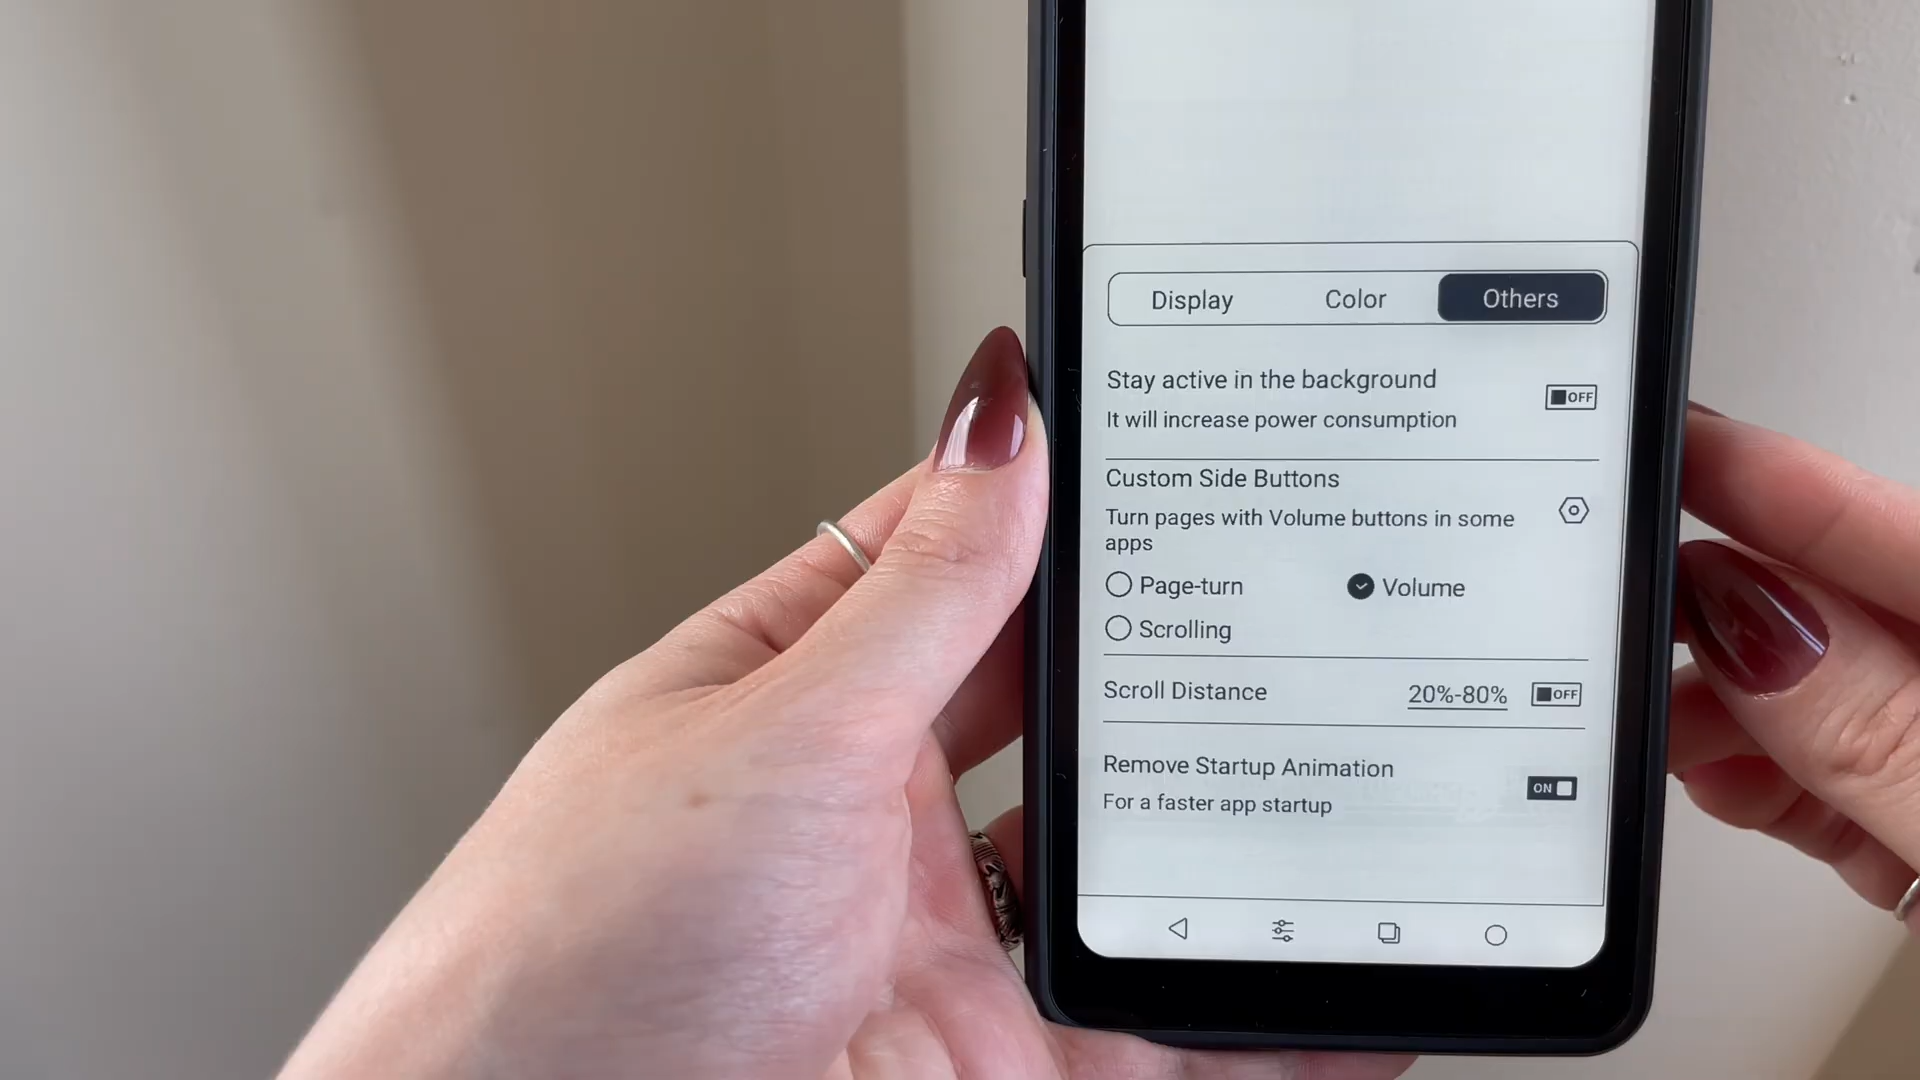 Display Color Others
Stay active in the background
OFF
It will increase power consumption
Custom Side Buttons
Turn pages with Volume buttons in some
apps
Page-turn Volume
Scrolling
Scroll Distance 20%-80% OFF
Remove Startup Animation
ON
For a faster app startup